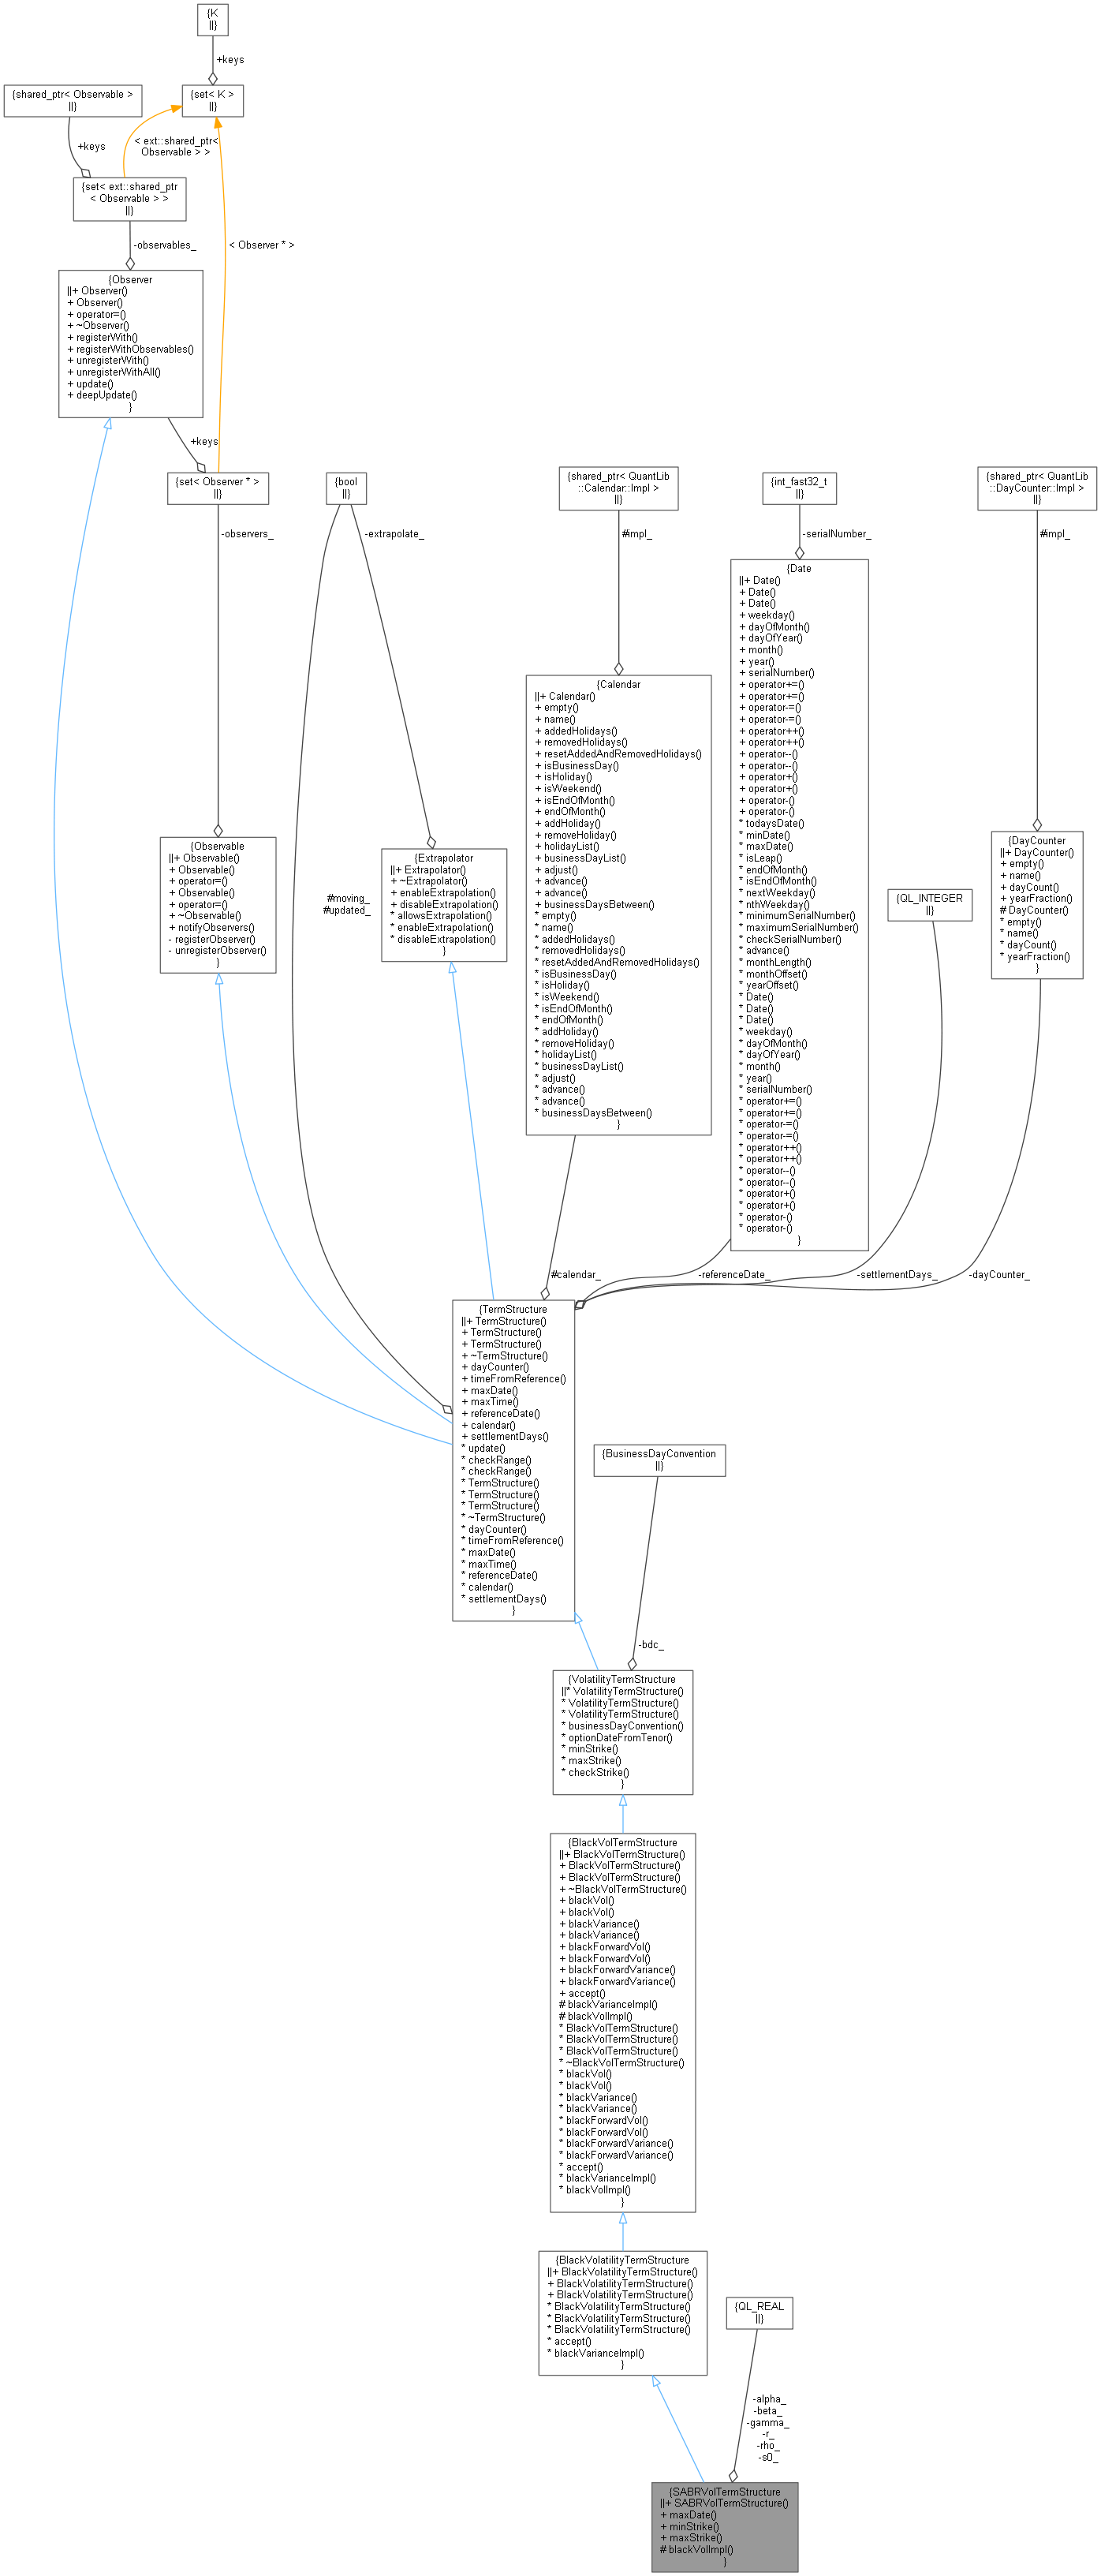 {K
||}
+keys
{shared_ptr< Observable >
||}
{set< K >
||}
+keys
< ext::shared_ptr<
Observable > >
{set< ext::shared_ptr
< Observable > >
||}
-observables_
< Observer * >
{Observer
||+ Observer()
+ Observer()
+ operator=()
+ ~Observer()
+ registerWith()
+ registerWithObservables()
+ unregisterWith()
+ unregisterWithAll()
+ update()
+ deepUpdate()
}
+keys
{set< Observer * >
||}
-observers_
{bool
||}
-extrapolate_
{shared_ptr< QuantLib
::Calendar::Impl >
||}
#impl_
{int_fast32_t
||}
-serialNumber_
{shared_ptr< QuantLib
::DayCounter::Impl >
||}
#impl_
{Date
||+ Date()
+ Date()
+ Date()
+ weekday()
+ dayOfMonth()
+ dayOfYear()
+ month()
+ year()
+ serialNumber()
+ operator+=()
+ operator+=()
+ operator-=()
+ operator-=()
+ operator++()
+ operator++()
+ operator--()
+ operator--()
+ operator+()
+ operator+()
+ operator-()
+ operator-()
* todaysDate()
* minDate()
* maxDate()
* isLeap()
* endOfMonth()
* isEndOfMonth()
* nextWeekday()
* nthWeekday()
* minimumSerialNumber()
* maximumSerialNumber()
* checkSerialNumber()
* advance()
* monthLength()
* monthOffset()
* yearOffset()
* Date()
* Date()
* Date()
* weekday()
* dayOfMonth()
* dayOfYear()
* month()
* year()
* serialNumber()
* operator+=()
* operator+=()
* operator-=()
* operator-=()
* operator++()
* operator++()
* operator--()
* operator--()
* operator+()
* operator+()
* operator-()
* operator-()
}
{Calendar
||+ Calendar()
+ empty()
+ name()
+ addedHolidays()
+ removedHolidays()
+ resetAddedAndRemovedHolidays()
+ isBusinessDay()
+ isHoliday()
+ isWeekend()
+ isEndOfMonth()
+ endOfMonth()
+ addHoliday()
+ removeHoliday()
+ holidayList()
+ businessDayList()
+ adjust()
+ advance()
+ advance()
+ businessDaysBetween()
* empty()
* name()
* addedHolidays()
* removedHolidays()
* resetAddedAndRemovedHolidays()
* isBusinessDay()
* isHoliday()
* isWeekend()
* isEndOfMonth()
* endOfMonth()
* addHoliday()
* removeHoliday()
* holidayList()
* businessDayList()
* adjust()
* advance()
* advance()
* businessDaysBetween()
}
{Observable
||+ Observable()
+ Observable()
+ operator=()
+ Observable()
+ operator=()
+ ~Observable()
+ notifyObservers()
- registerObserver()
- unregisterObserver()
}
#moving_
#updated_
{Extrapolator
||+ Extrapolator()
+ ~Extrapolator()
+ enableExtrapolation()
+ disableExtrapolation()
* allowsExtrapolation()
* enableExtrapolation()
* disableExtrapolation()
}
{QL_INTEGER
||}
{DayCounter
||+ DayCounter()
+ empty()
+ name()
+ dayCount()
+ yearFraction()
# DayCounter()
* empty()
* name()
* dayCount()
* yearFraction()
}
#calendar_
-referenceDate_
-settlementDays_
-dayCounter_
{TermStructure
||+ TermStructure()
+ TermStructure()
+ TermStructure()
+ ~TermStructure()
+ dayCounter()
+ timeFromReference()
+ maxDate()
+ maxTime()
+ referenceDate()
+ calendar()
+ settlementDays()
* update()
* checkRange()
* checkRange()
* TermStructure()
* TermStructure()
* TermStructure()
* ~TermStructure()
* dayCounter()
* timeFromReference()
* maxDate()
* maxTime()
* referenceDate()
* calendar()
* settlementDays()
}
{BusinessDayConvention
||}
-bdc_
{VolatilityTermStructure
||* VolatilityTermStructure()
* VolatilityTermStructure()
* VolatilityTermStructure()
* businessDayConvention()
* optionDateFromTenor()
* minStrike()
* maxStrike()
* checkStrike()
}
{BlackVolTermStructure
||+ BlackVolTermStructure()
+ BlackVolTermStructure()
+ BlackVolTermStructure()
+ ~BlackVolTermStructure()
+ blackVol()
+ blackVol()
+ blackVariance()
+ blackVariance()
+ blackForwardVol()
+ blackForwardVol()
+ blackForwardVariance()
+ blackForwardVariance()
+ accept()
# blackVarianceImpl()
# blackVolImpl()
* BlackVolTermStructure()
* BlackVolTermStructure()
* BlackVolTermStructure()
* ~BlackVolTermStructure()
* blackVol()
* blackVol()
* blackVariance()
* blackVariance()
* blackForwardVol()
* blackForwardVol()
* blackForwardVariance()
* blackForwardVariance()
* accept()
* blackVarianceImpl()
* blackVolImpl()
}
{BlackVolatilityTermStructure
||+ BlackVolatilityTermStructure()
+ BlackVolatilityTermStructure()
+ BlackVolatilityTermStructure()
* BlackVolatilityTermStructure()
* BlackVolatilityTermStructure()
* BlackVolatilityTermStructure()
* accept()
* blackVarianceImpl()
}
{QL_REAL
||}
-alpha_
-beta_
-gamma_
-r_
-rho_
-s0_
{SABRVolTermStructure
||+ SABRVolTermStructure()
+ maxDate()
+ minStrike()
+ maxStrike()
# blackVolImpl()
}